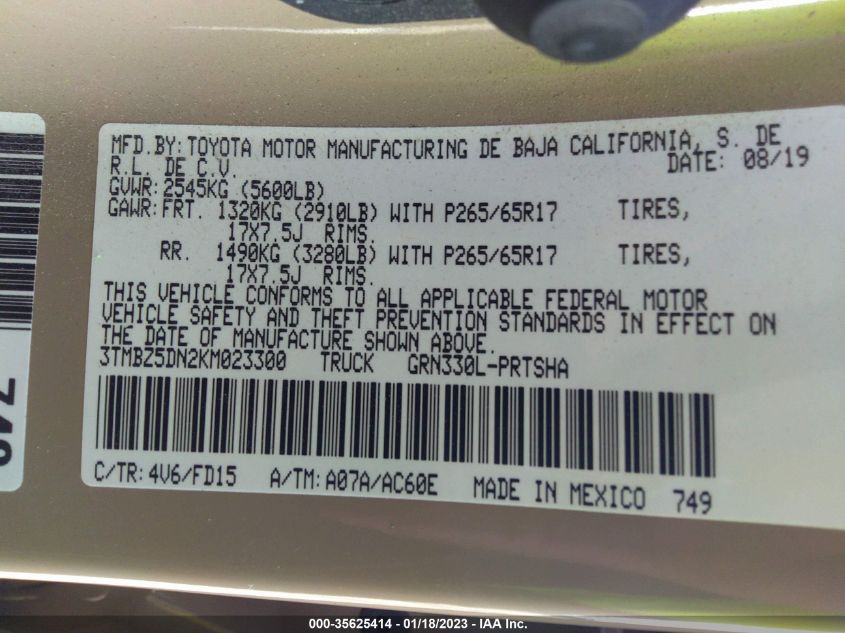 MFD.BY: TOYOTA MOTOR MANUFACTURING DE BAJA CALIFORNIA, S. DE
R.L. DE C.V. DATE: 08/19
GVWR: 2545KG (5600LB)
GAWR: FRT. 1320KG (2910LB) WITH P265/65R17 TIRES,
17X7.5J RIMS.
RR. 1490KG (3280LB) WITH P265/65R17 TIRES,
17X7.5J RIMS.
THIS VEHICLE CONFORMS TO ALL APPLICABLE FEDERAL MOTOR
VEHICLE SAFETY AND THEFT PREVENTION STANDARDS IN EFFECT ON
THE DATE OF MANUFACTURE SHOWN ABOVE.
3TMBZ5DN2KM023300 TRUCK GRN330L-PRTSHA
C/TR: 4V6/FD15 A/TM: A07A/AC60E MADE IN MEXICO 749
000-35625414 - 01/18/2023 - IAA Inc.